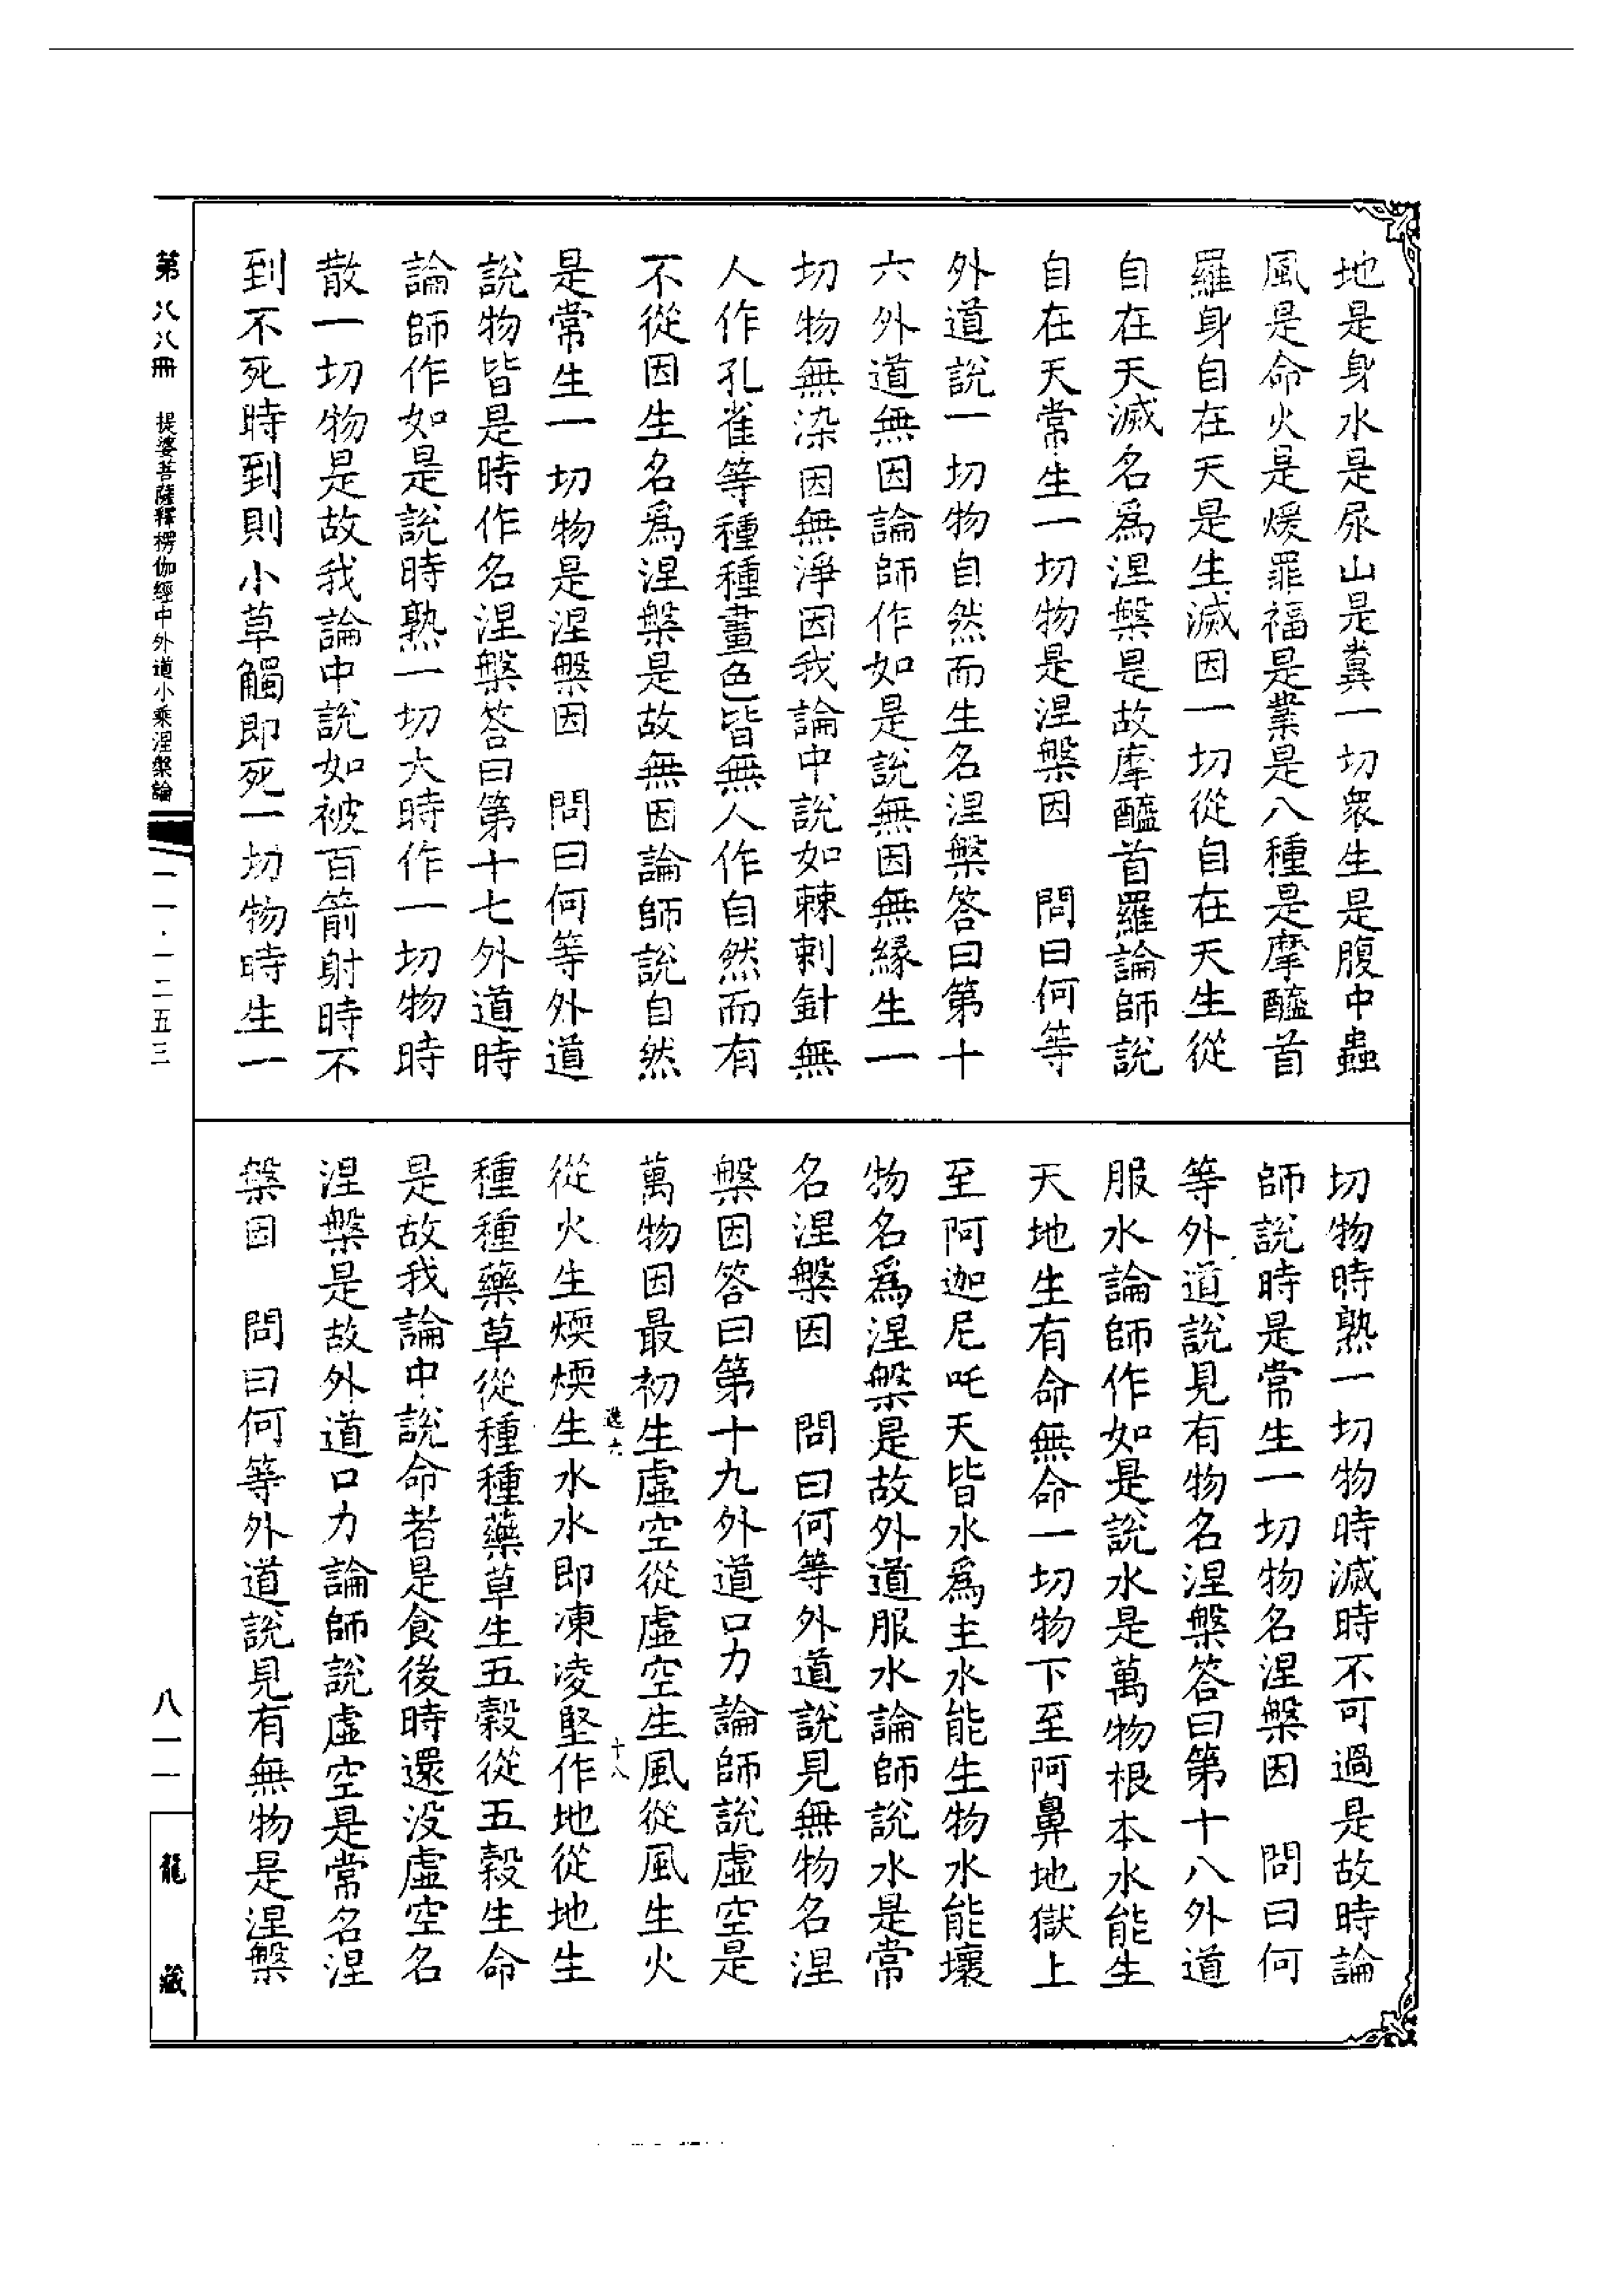 地是身水是尿山是糞一切衆生是腹中蟲
風是命火是煖罪福是業是八種是摩醯首
羅身自在天是生滅因一切從自在天生從
自在天滅名爲涅槃是故摩醯首羅論師說
自在天常生一切物是涅槃因　問曰何等
外道說一切物自然而生名涅槃答曰第十
六外道無因論師作如是說無因無緣生一
切物無染因無淨因我論中說如棘刺針無
人作孔雀等種種畫色皆無人作自然而有
不從因生名爲涅槃是故無因論師說自然
是常生一切物是涅槃因　問曰何等外道
說物皆是時作名涅槃答曰第十七外道時
論師作如是說時熟一切大時作一切物時
散一切物是故我論中說如被百箭射時不
到不死時到則小草觸即死一切物時生一
切物時熟一切物時滅時不可過是故時論
師說時是常生一切物名涅槃因　問曰何
等外道說見有物名涅槃答曰第十八外道
服水論師作如是說水是萬物根本水能生
天地生有命無命一切物下至阿鼻地獄上
至阿迦尼吒天皆水爲主水能生物水能壞
物名爲涅槃是故外道服水論師說水是常
名涅槃因　問曰何等外道說見無物名涅
槃因答曰第十九外道口力論師說虛空是
萬物因最初生虛空從虛空生風從風生火
從火生煖煖生水水即凍凌堅作地從地生
種種藥草從種種藥草生五穀從五穀生命
是故我論中說命者是食後時還没虛空名
涅槃是故外道口力論師說虛空是常名涅
槃因　問曰何等外道說見有無物是涅槃
十八
第八八冊　提婆菩薩釋楞伽經中外道小乘涅槃論
一一・一二五三
八一一
龍藏